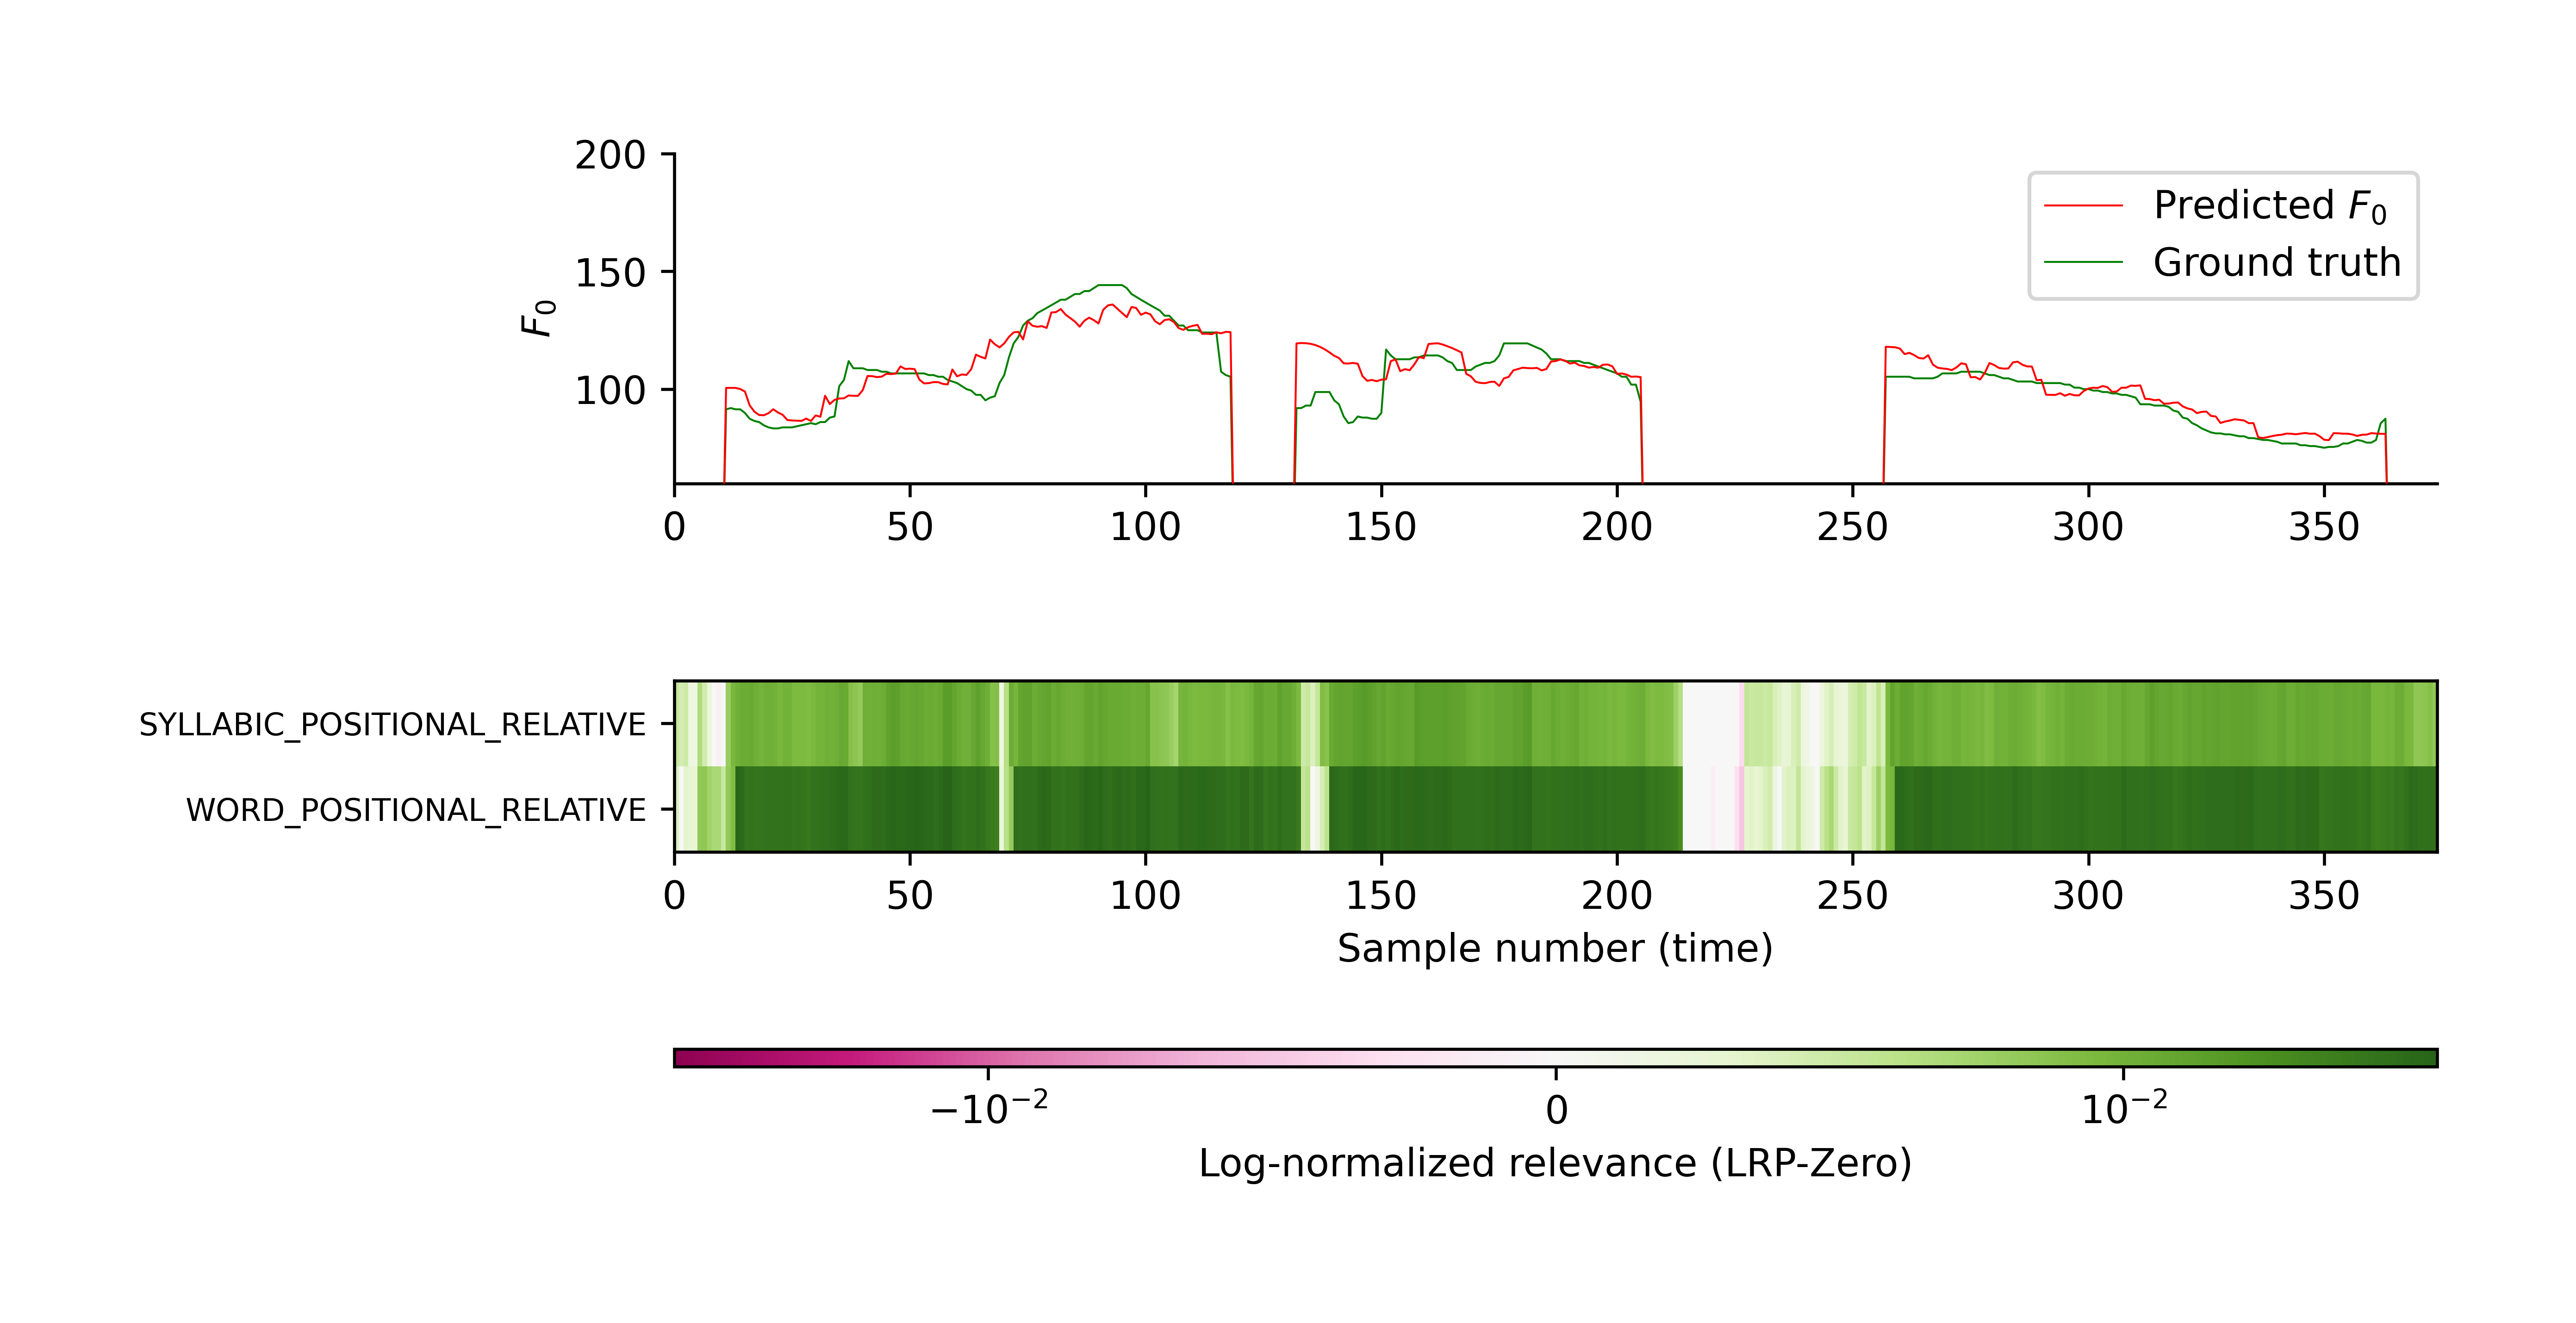 200
150
100
F₀
Predicted F₀
Ground truth
0 50 100 150 200 250 300 350
SYLLABIC_POSITIONAL_RELATIVE
WORD_POSITIONAL_RELATIVE
0 50 100 150 200 250 300 350
Sample number (time)
−10⁻² 0 10⁻²
Log-normalized relevance (LRP-Zero)